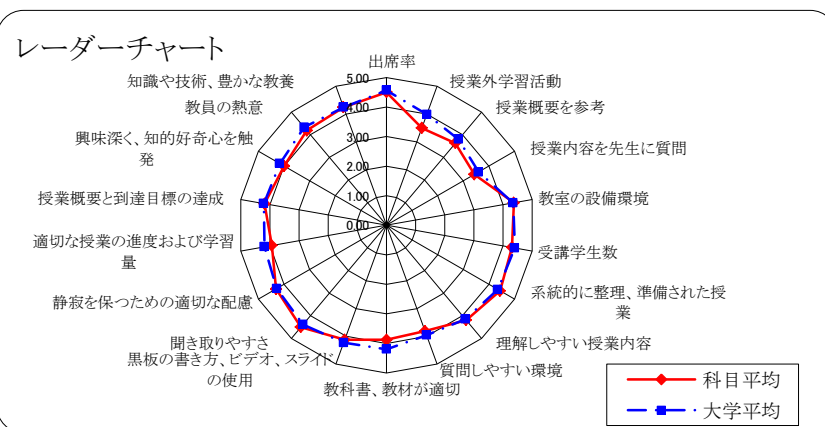 レーダーチャート
出席率
授業外学習活動
授業概要を参考
授業内容を先生に質問
教室の設備環境
受講学生数
系統的に整理、準備された授
業
理解しやすい授業内容
質問しやすい環境
教科書、教材が適切
黒板の書き方、ビデオ、スライド
の使用
聞き取りやすさ
静寂を保つための適切な配慮
適切な授業の進度および学習
量
授業概要と到達目標の達成
興味深く、知的好奇心を触
発
教員の熱意
知識や技術、豊かな教養
5.00
4.00
3.00
2.00
1.00
0.00
科目平均
大学平均